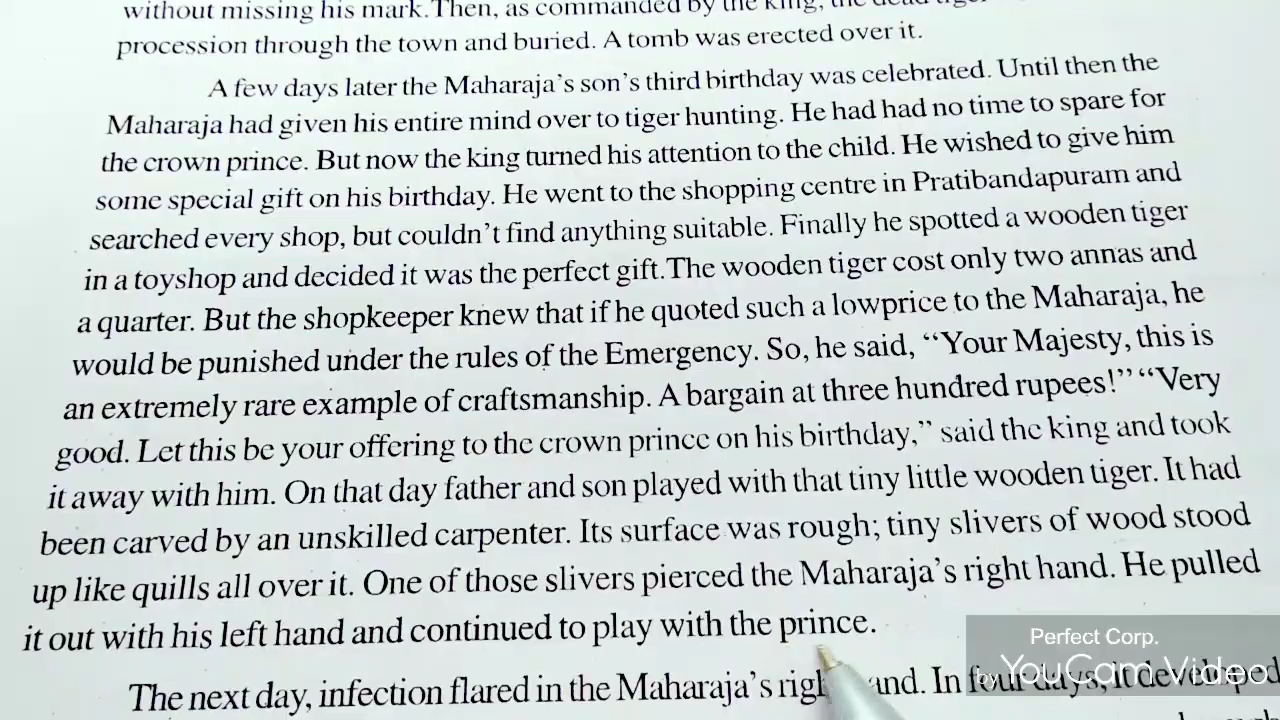 without missing his mark.Then, as commanded by the king, the dead tiger
procession through the town and buried. A tomb was erected over it.
A few days later the Maharaja's son's third birthday was celebrated. Until then the
Maharaja had given his entire mind over to tiger hunting. He had had no time to spare for
the crown prince. But now the king turned his attention to the child. He wished to give him
some special gift on his birthday. He went to the shopping centre in Pratibandapuram and
searched every shop, but couldn't find anything suitable. Finally he spotted a wooden tiger
in a toyshop and decided it was the perfect gift.The wooden tiger cost only two annas and
a quarter. But the shopkeeper knew that if he quoted such a lowprice to the Maharaja, he
would be punished under the rules of the Emergency. So, he said, “Your Majesty, this is
an extremely rare example of craftsmanship. A bargain at three hundred rupees!” “Very
good. Let this be your offering to the crown prince on his birthday,” said the king and took
it away with him. On that day father and son played with that tiny little wooden tiger. It had
been carved by an unskilled carpenter. Its surface was rough; tiny slivers of wood stood
up like quills all over it. One of those slivers pierced the Maharaja's right hand. He pulled
it out with his left hand and continued to play with the prince.
The next day, infection flared in the Maharaja's right hand. In four days, it developed
Perfect Corp.
by YouCam Video